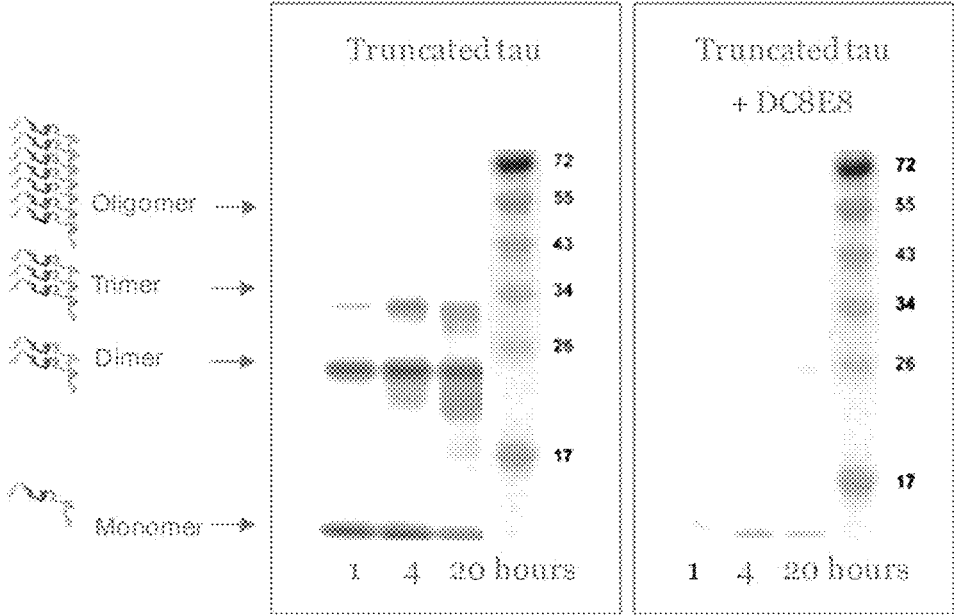 Truncated tau
72
55
43
34
26
17
1 4 20 hours
Truncated tau
+ DC8E8
72
55
43
34
26
17
1 4 20 hours
Oligomer
Trimer
Dimer
Monomer